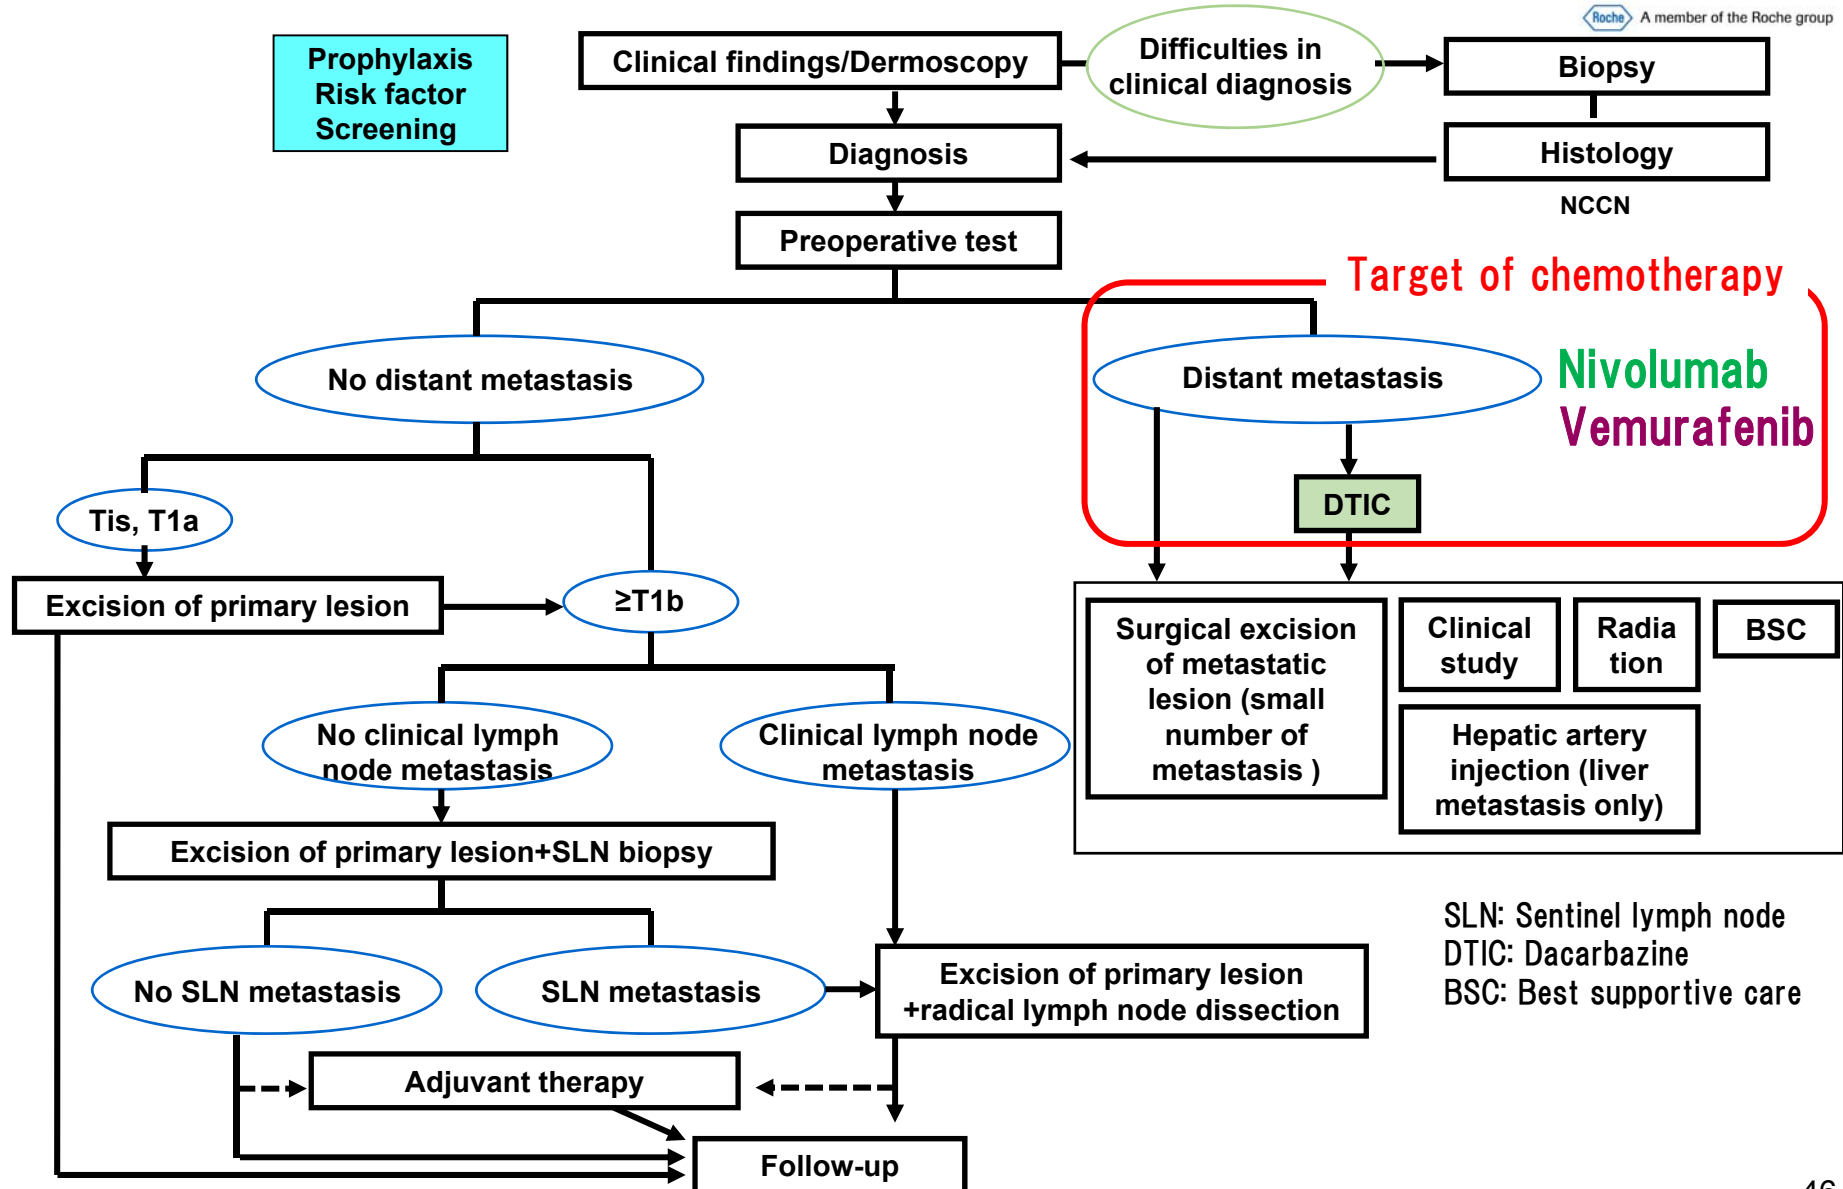 Roche A member of the Roche group
Prophylaxis
Risk factor
Screening
Clinical findings/Dermoscopy
Difficulties in
clinical diagnosis
Biopsy
Diagnosis
Histology
NCCN
Preoperative test
Target of chemotherapy
No distant metastasis
Distant metastasis
Nivolumab
Vemurafenib
Tis, T1a
DTIC
Excision of primary lesion
≥T1b
Surgical excision
of metastatic
lesion (small
number of
metastasis )
Clinical
study
Radia
tion
BSC
Hepatic artery
injection (liver
metastasis only)
No clinical lymph
node metastasis
Clinical lymph node
metastasis
Excision of primary lesion+SLN biopsy
No SLN metastasis
SLN metastasis
Excision of primary lesion
+radical lymph node dissection
SLN: Sentinel lymph node
DTIC: Dacarbazine
BSC: Best supportive care
Adjuvant therapy
Follow-up